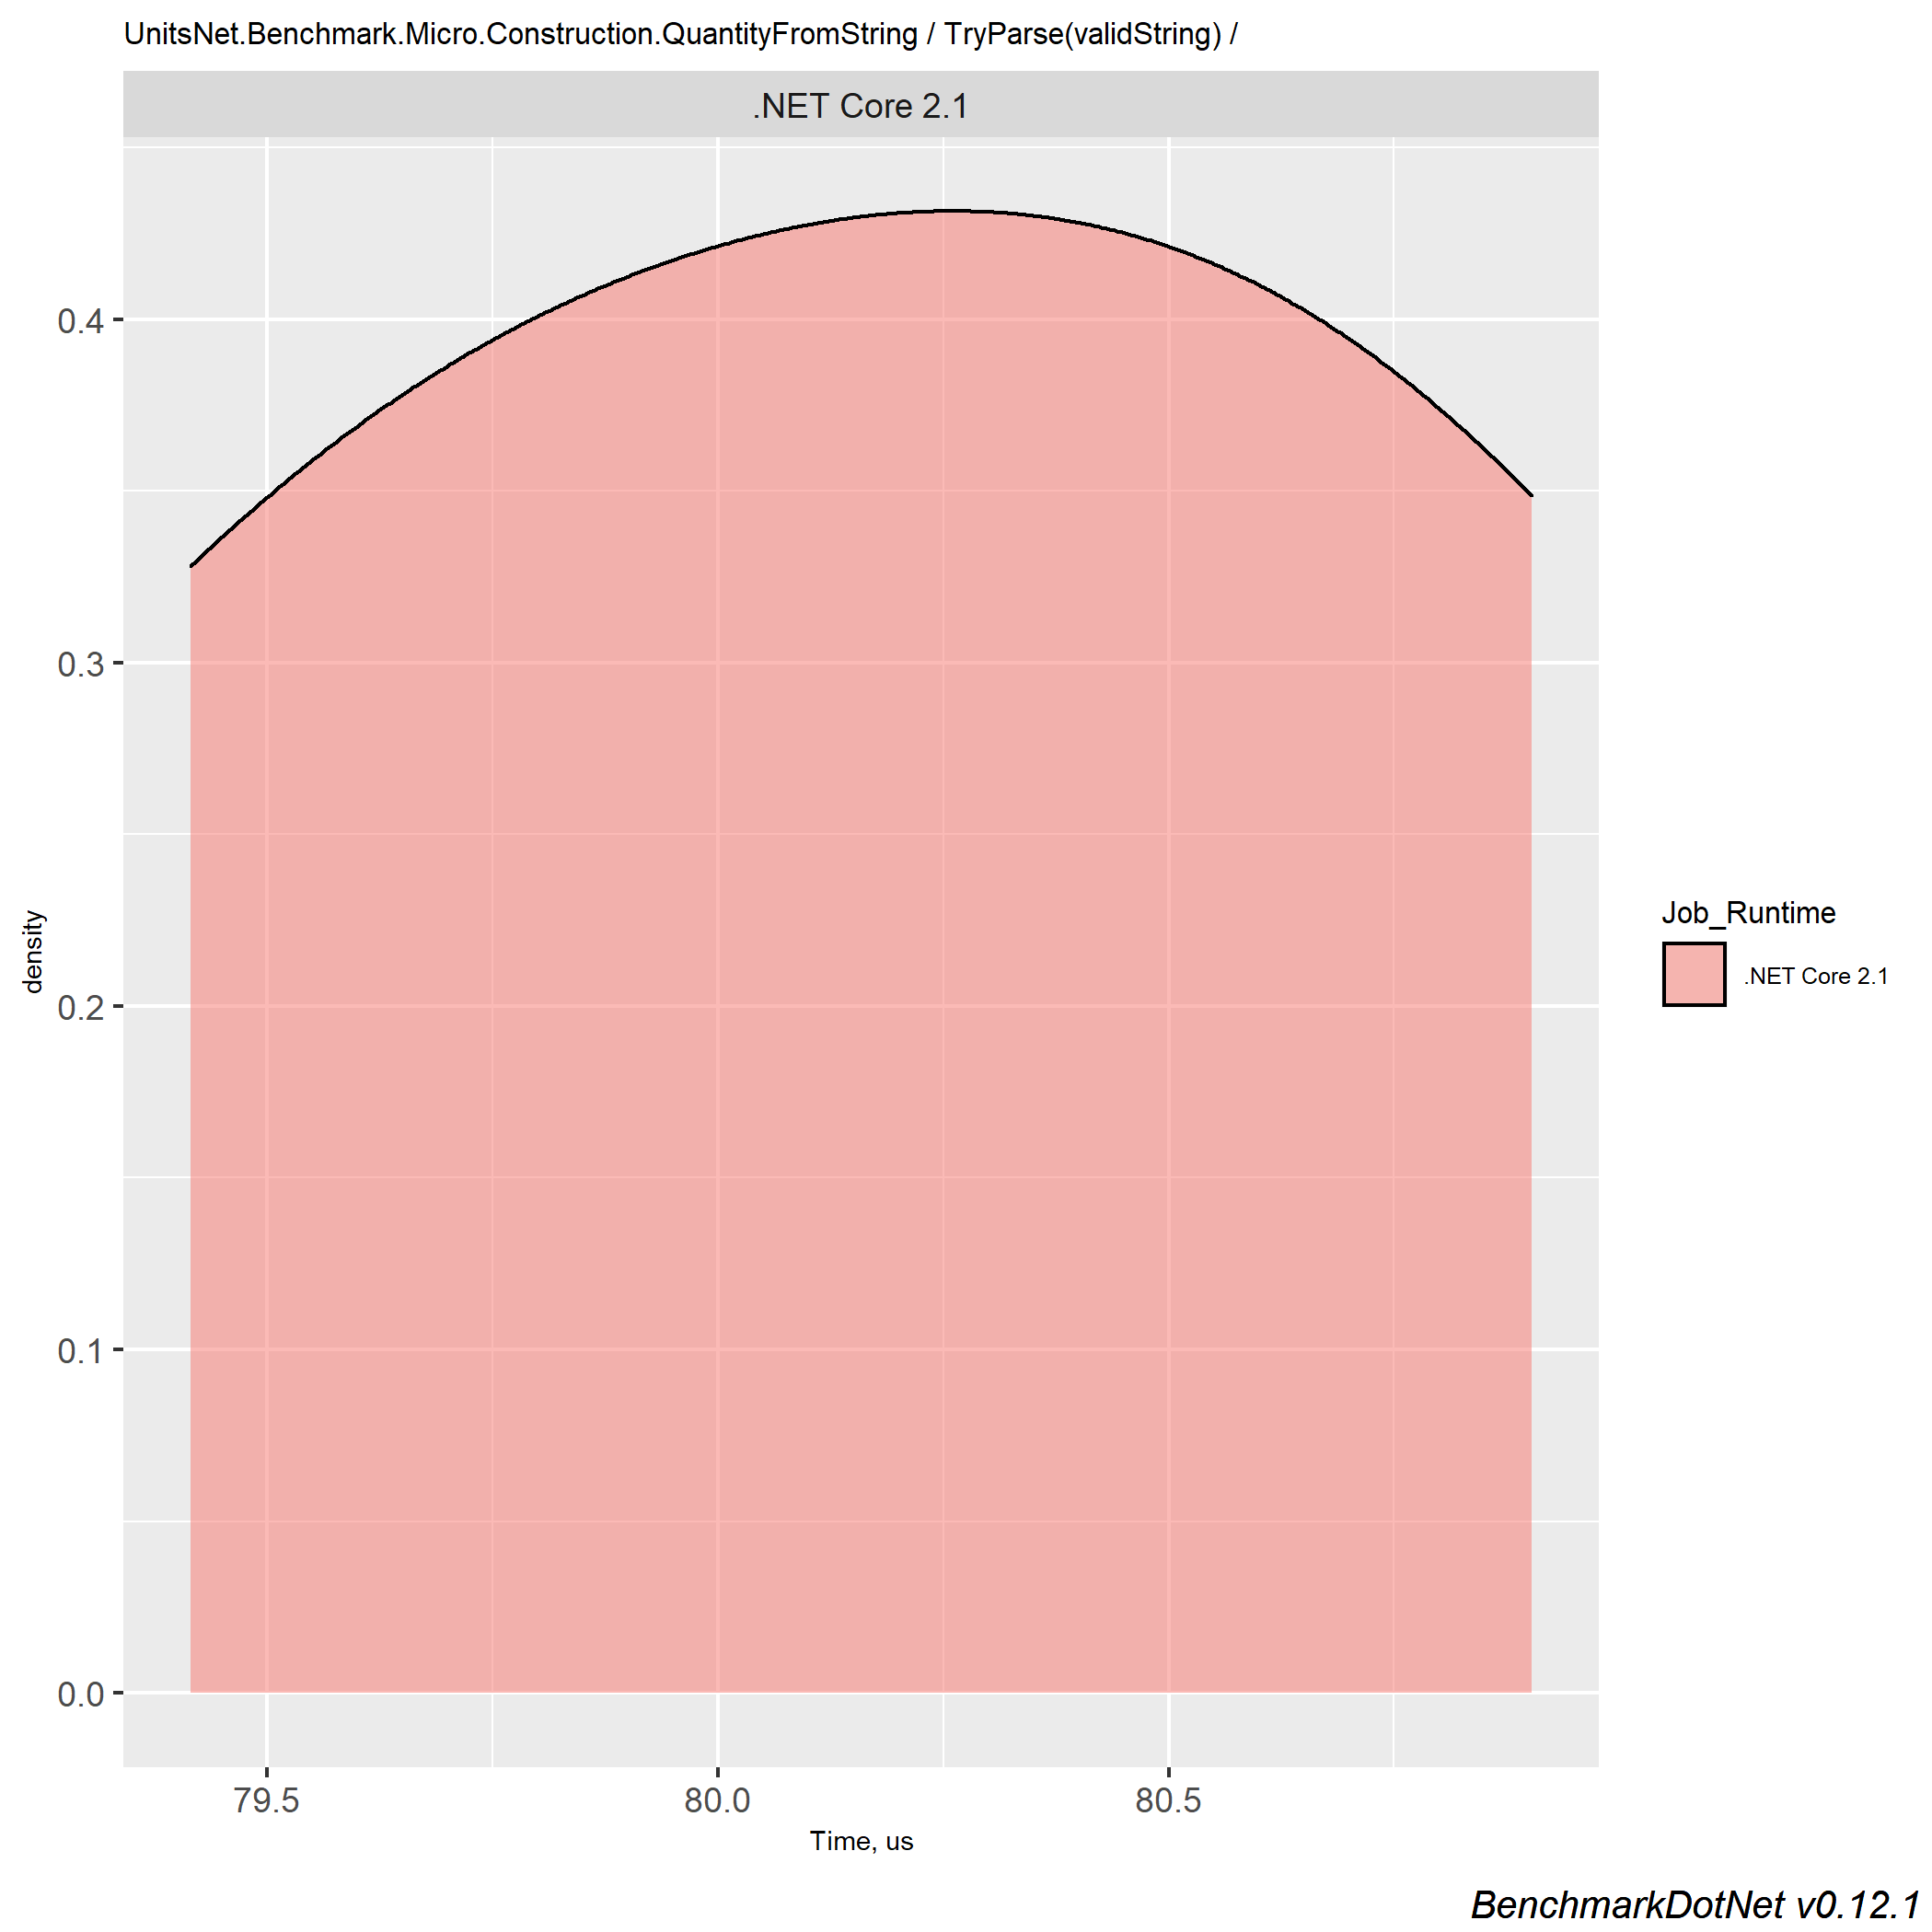 UnitsNet.Benchmark.Micro.Construction.QuantityFromString / TryParse(validString) /
.NET Core 2.1
0.4
0.3
0.2
0.1
0.0
density
79.5
80.0
80.5
Time, us
Job_Runtime
.NET Core 2.1
BenchmarkDotNet v0.12.1